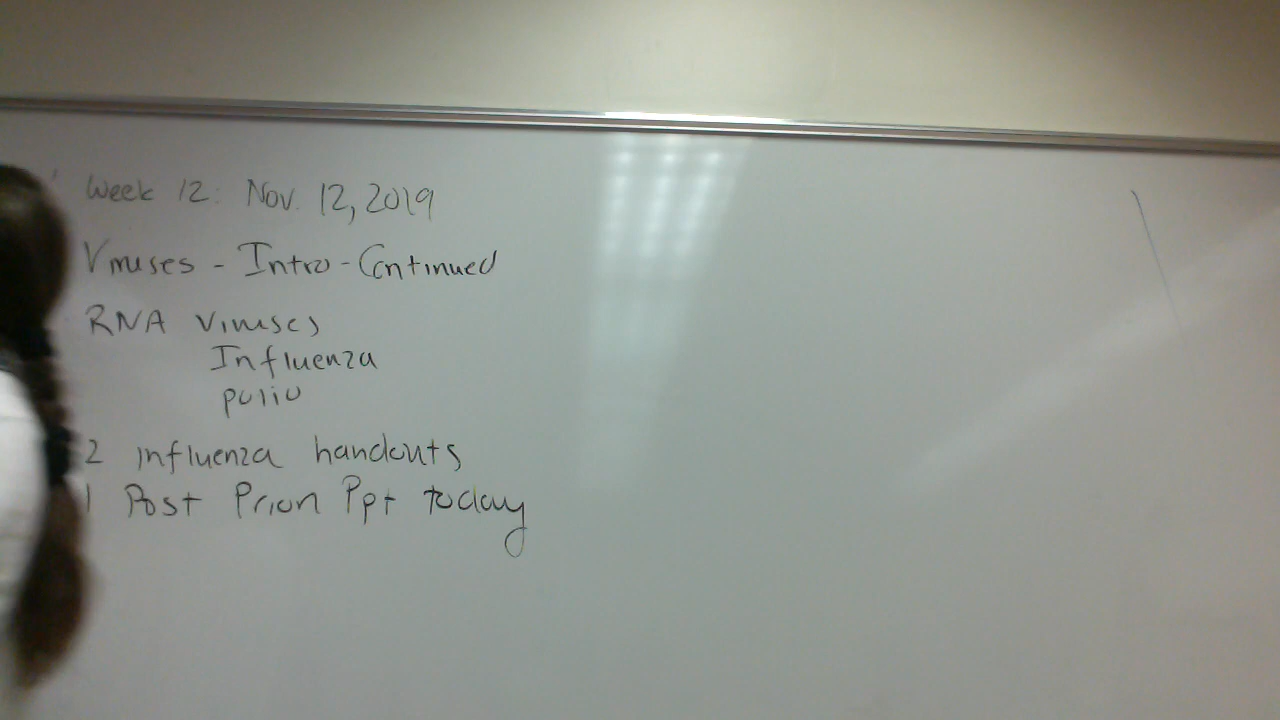 Week 12: Nov. 12, 2019
Viruses - Intro - Continued
RNA Viruses
Influenza
polio
2 influenza handouts
1 Post Prion Ppt today